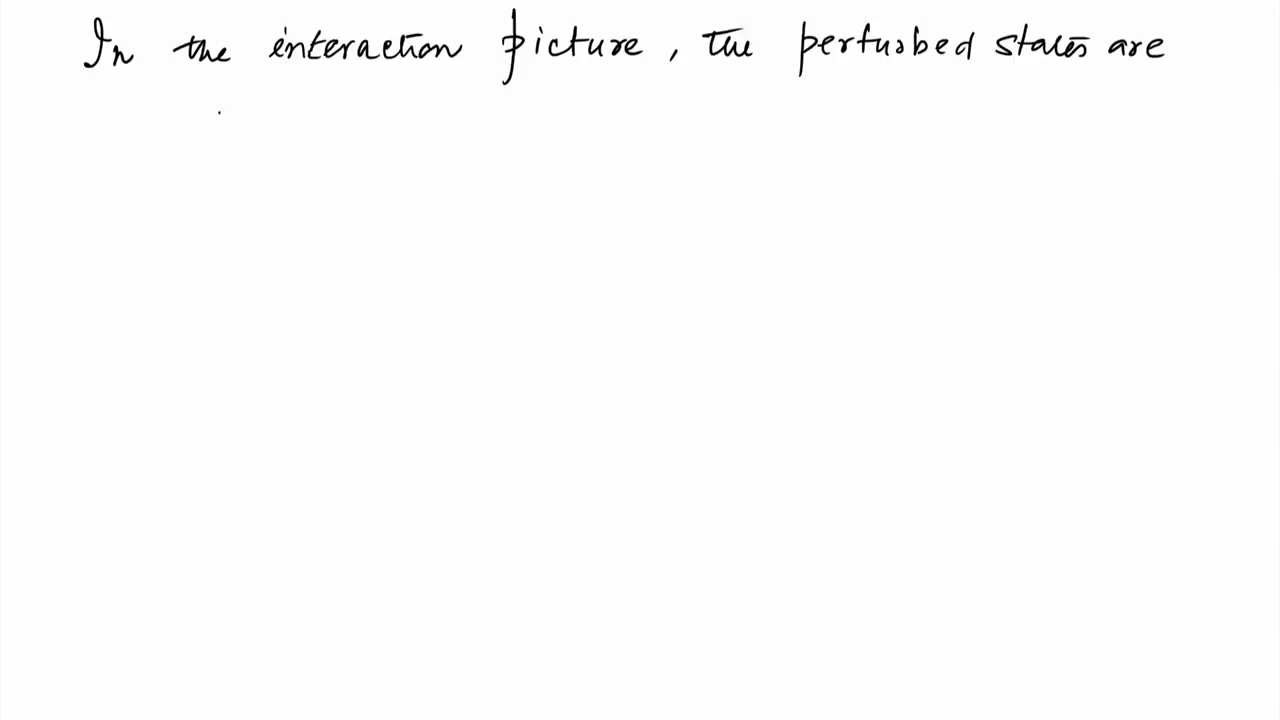 In the interaction picture, the perturbed states are